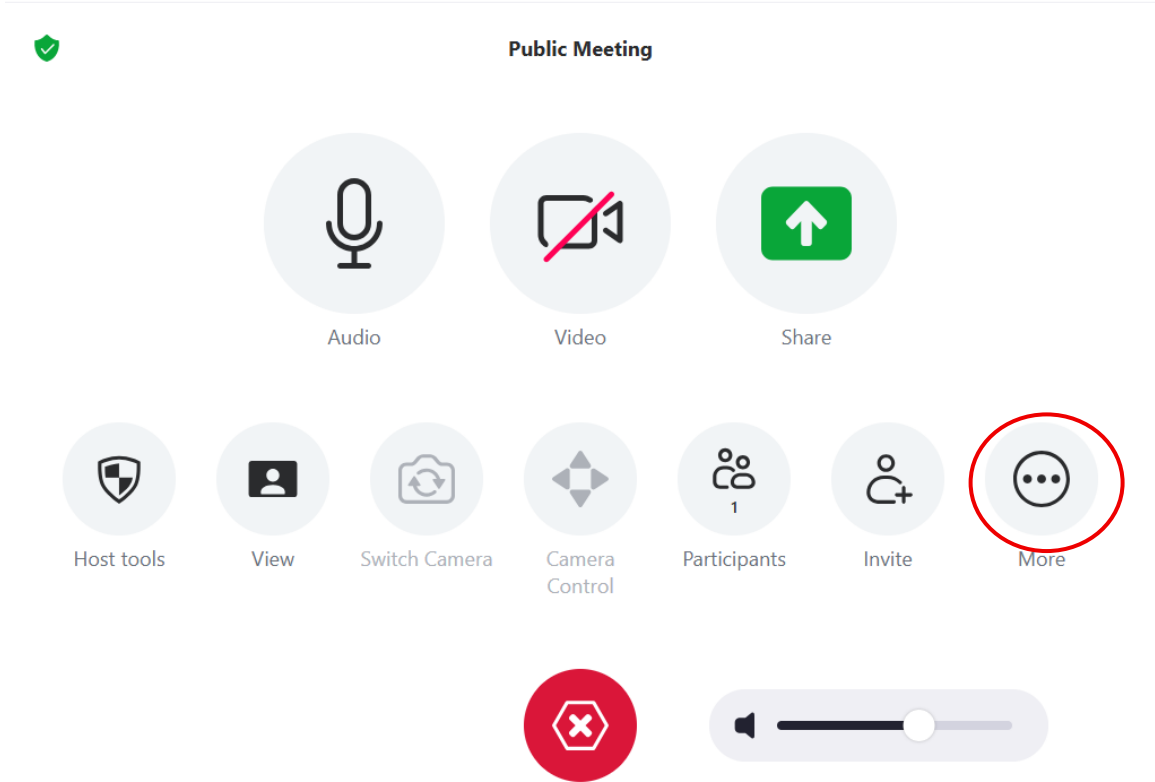 Public Meeting
Audio
Video
Share
1
Host tools
View
Switch Camera
Camera
Control
Participants
Invite
More